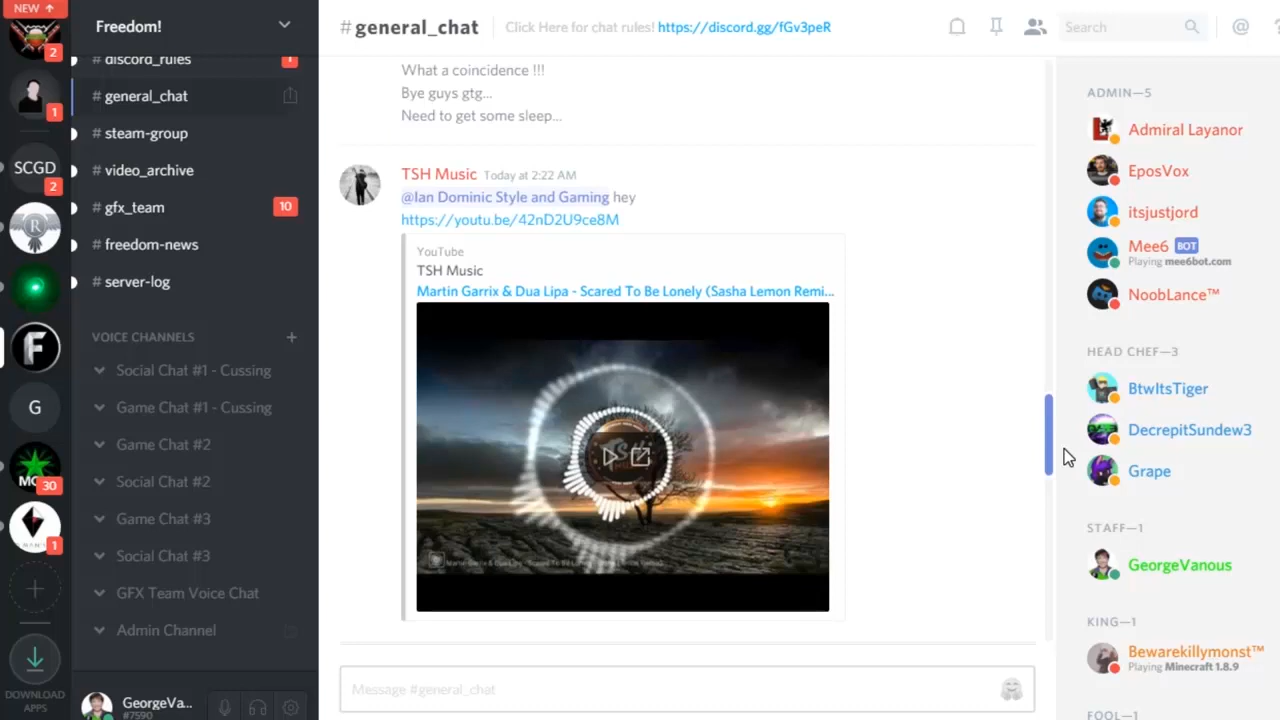 NEW ↑
2
1
SCGD
2
R
F
G
MC
30
1
DOWNLOAD
APPS
Freedom!
# discord_rules
1
# general_chat
# steam-group
# video_archive
# gfx_team
10
# freedom-news
# server-log
VOICE CHANNELS
Social Chat #1 - Cussing
Game Chat #1 - Cussing
Game Chat #2
Social Chat #2
Game Chat #3
Social Chat #3
GFX Team Voice Chat
Admin Channel
GeorgeVa...
#7590
#general_chat
Click Here for chat rules! https://discord.gg/fGv3peR
Search
@
What a coincidence !!!
Bye guys gtg...
Need to get some sleep...
TSH Music Today at 2:22 AM
@Ian Dominic Style and Gaming hey
https://youtu.be/42nD2U9ce8M
YouTube
TSH Music
Martin Garrix & Dua Lipa - Scared To Be Lonely (Sasha Lemon Remi...
Message #general_chat
ADMIN—5
Admiral Layanor
EposVox
itsjustjord
Mee6 BOT
Playing mee6bot.com
NoobLance™
HEAD CHEF—3
BtwItsTiger
DecrepitSundew3
Grape
STAFF—1
GeorgeVanous
KING—1
Bewarekillymonst™
Playing Minecraft 1.8.9
FOOL—1